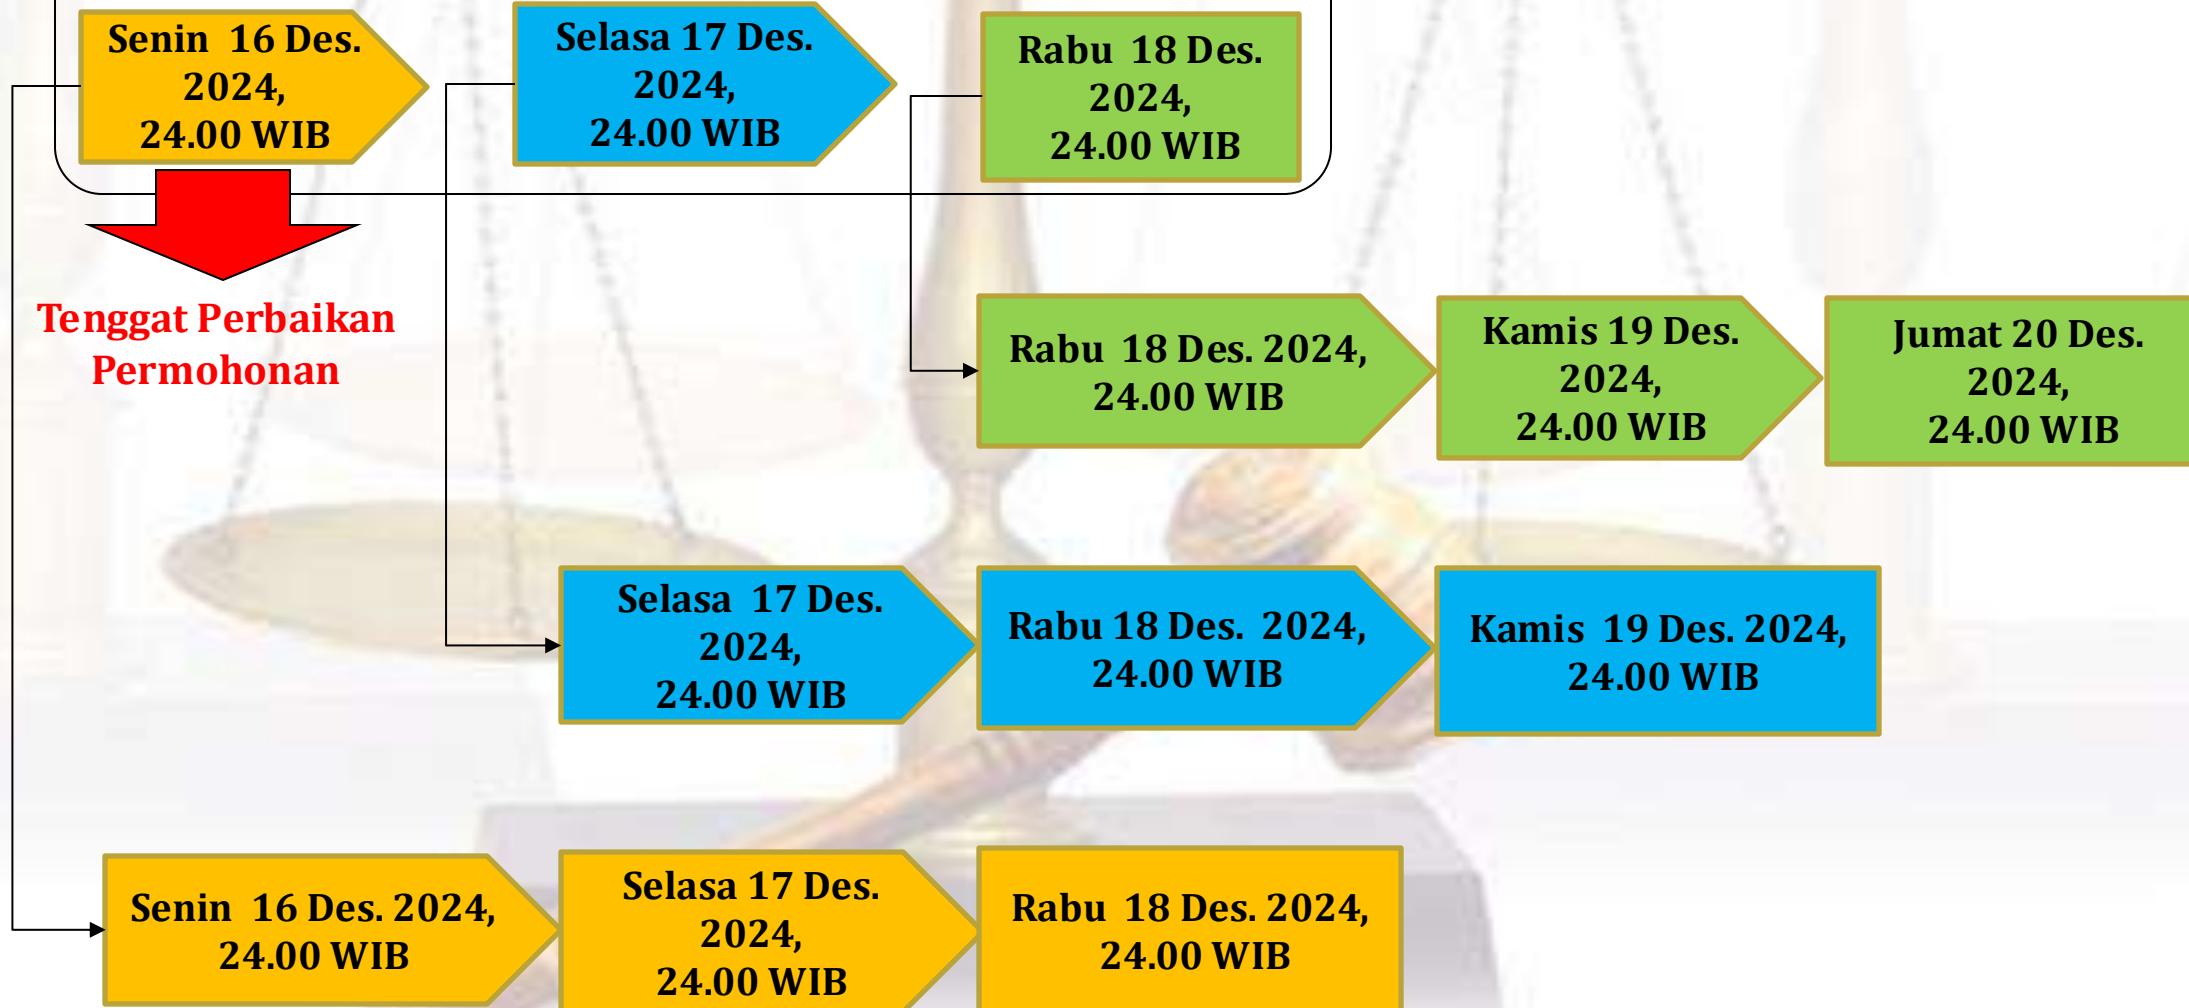 Senin 16 Des.
2024,
24.00 WIB
Selasa 17 Des.
2024,
24.00 WIB
Rabu 18 Des.
2024,
24.00 WIB
Tenggat Perbaikan
Permohonan
Rabu 18 Des. 2024,
24.00 WIB
Kamis 19 Des.
2024,
24.00 WIB
Jumat 20 Des.
2024,
24.00 WIB
Selasa 17 Des.
2024,
24.00 WIB
Rabu 18 Des. 2024,
24.00 WIB
Kamis 19 Des. 2024,
24.00 WIB
Senin 16 Des. 2024,
24.00 WIB
Selasa 17 Des.
2024,
24.00 WIB
Rabu 18 Des. 2024,
24.00 WIB